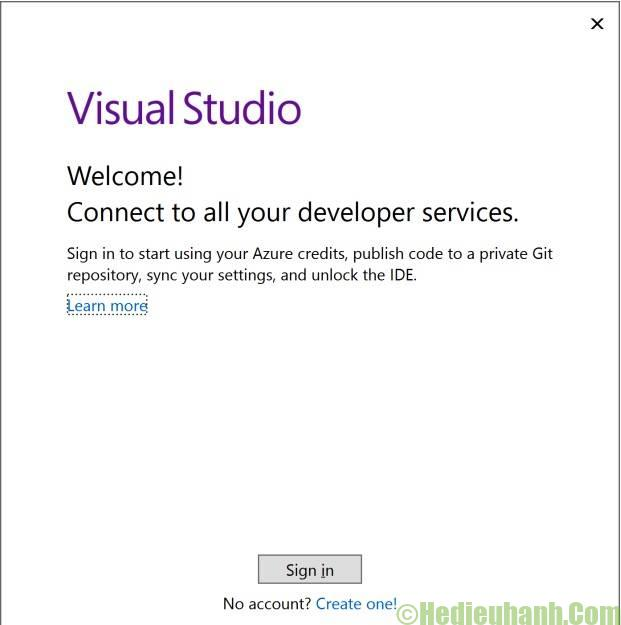 Visual Studio
Welcome!
Connect to all your developer services.
Sign in to start using your Azure credits, publish code to a private Git
repository, sync your settings, and unlock the IDE.
Learn more
Sign in
No account? Create one!
©Hedieuhanh.Com